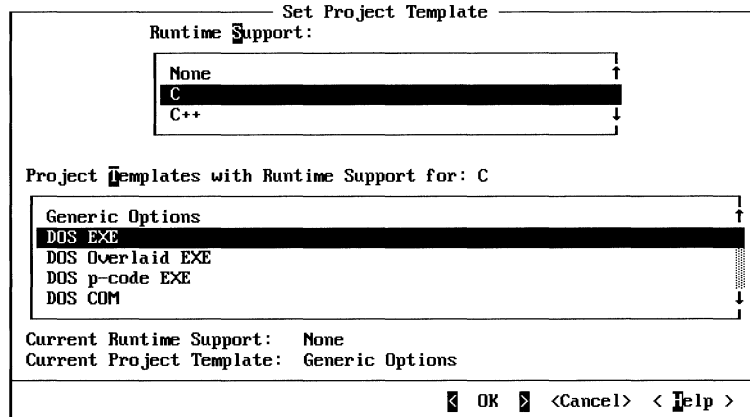 Set Project Template
Runtime Support:
None
C
C++
Project Templates with Runtime Support for: C
Generic Options
DOS EXE
DOS Overlaid EXE
DOS p-code EXE
DOS COM
Current Runtime Support: None
Current Project Template: Generic Options
< OK > <Cancel> < Help >